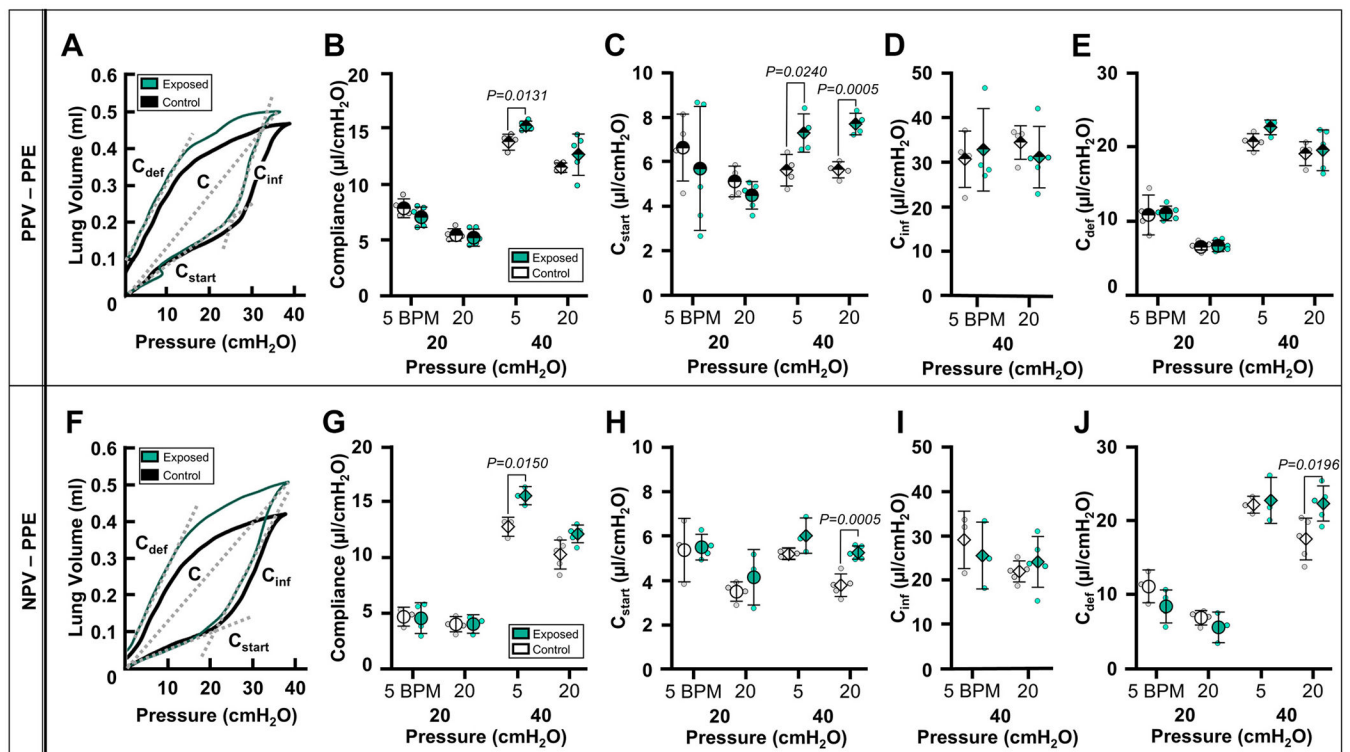 PPV – PPE
A
Lung Volume (ml)
0.6
0.5
0.4
0.3
0.2
0.1
0
Exposed
Control
Cdef
C
Cinf
Cstart
10 20 30 40
Pressure (cmH2O)
B
Compliance (µl/cmH2O)
20
15
10
5
0
P=0.0131
Exposed
Control
5 BPM 20 5 20
20 40
Pressure (cmH2O)
C
Cstart (µl/cmH2O)
10
8
6
4
2
0
P=0.0240
P=0.0005
5 BPM 20 5 20
20 40
Pressure (cmH2O)
D
Cinf (µl/cmH2O)
50
40
30
20
10
0
5 BPM 20
40
Pressure (cmH2O)
E
Cdef (µl/cmH2O)
30
20
10
0
5 BPM 20 5 20
20 40
Pressure (cmH2O)
NPV – PPE
F
Lung Volume (ml)
0.6
0.5
0.4
0.3
0.2
0.1
0
Exposed
Control
Cdef
C
Cinf
Cstart
10 20 30 40
Pressure (cmH2O)
G
Compliance (µl/cmH2O)
20
15
10
5
0
P=0.0150
Exposed
Control
5 BPM 20 5 20
20 40
Pressure (cmH2O)
H
Cstart (µl/cmH2O)
10
8
6
4
2
0
P=0.0005
5 BPM 20 5 20
20 40
Pressure (cmH2O)
I
Cinf (µl/cmH2O)
50
40
30
20
10
0
5 BPM 20
40
Pressure (cmH2O)
J
Cdef (µl/cmH2O)
30
20
10
0
P=0.0196
5 BPM 20 5 20
20 40
Pressure (cmH2O)